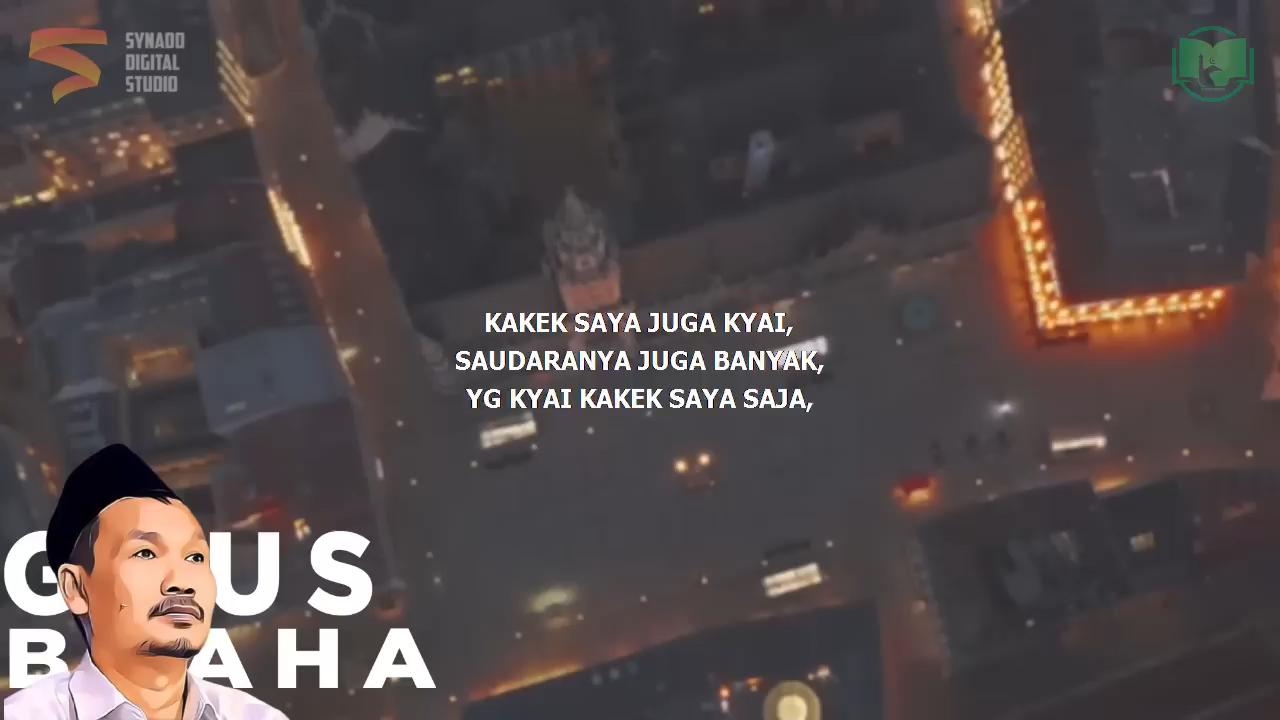 SYNADO
DIGITAL
STUDIO
KAKEK SAYA JUGA KYAI,
SAUDARANYA JUGA BANYAK,
YG KYAI KAKEK SAYA SAJA,
GUS
BAHA